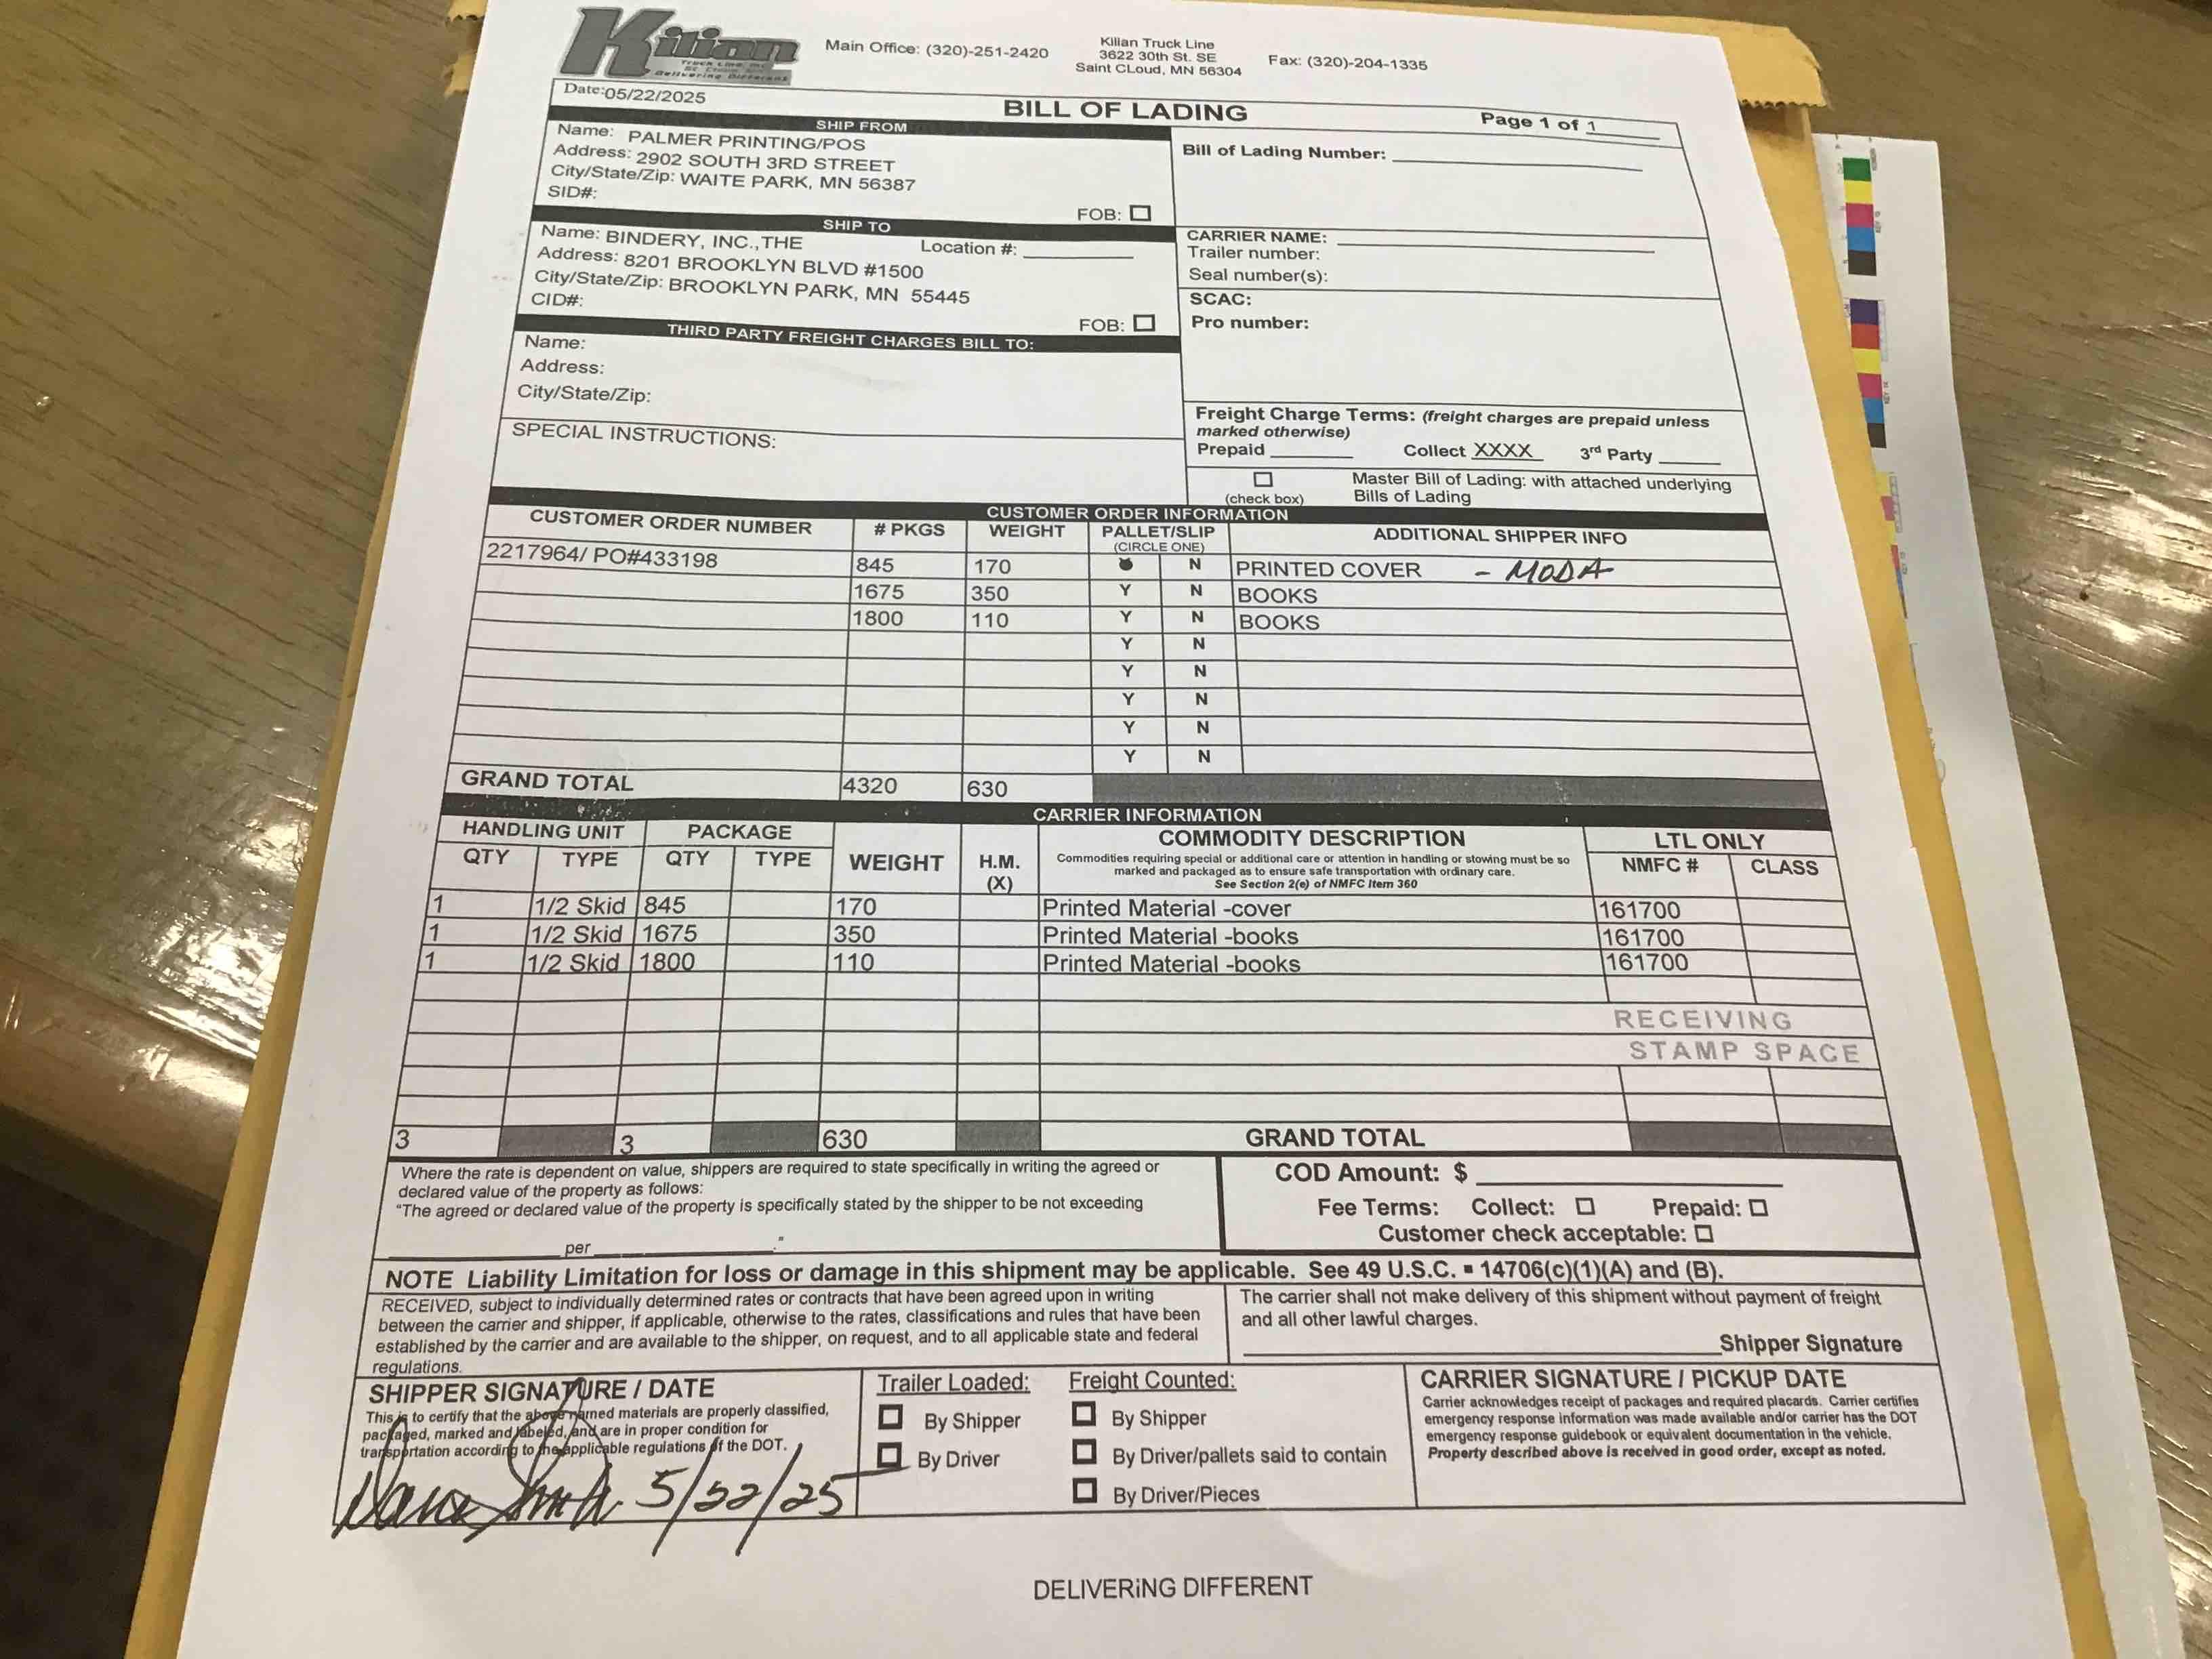 Kilian
Truck Line, Inc.
St. Cloud, MN
Delivering Different
Main Office: (320)-251-2420
Kilian Truck Line
3622 30th St. SE
Saint CLoud, MN 56304
Fax: (320)-204-1335
Date:05/22/2025
BILL OF LADING
Page 1 of 1
SHIP FROM
Name: PALMER PRINTING/POS
Address: 2902 SOUTH 3RD STREET
City/State/Zip: WAITE PARK, MN 56387
SID#:
FOB: ☐
Bill of Lading Number:
SHIP TO
Name: BINDERY, INC.,THE Location #:
Address: 8201 BROOKLYN BLVD #1500
City/State/Zip: BROOKLYN PARK, MN 55445
CID#:
FOB: ☐
CARRIER NAME:
Trailer number:
Seal number(s):
SCAC:
Pro number:
THIRD PARTY FREIGHT CHARGES BILL TO:
Name:
Address:
City/State/Zip:
SPECIAL INSTRUCTIONS:
Freight Charge Terms: (freight charges are prepaid unless
marked otherwise)
Prepaid Collect XXXX 3rd Party
☐ (check box)
Master Bill of Lading: with attached underlying
Bills of Lading
CUSTOMER ORDER INFORMATION
CUSTOMER ORDER NUMBER # PKGS WEIGHT PALLET/SLIP (CIRCLE ONE) ADDITIONAL SHIPPER INFO
2217964/ PO#433198 845 170 N PRINTED COVER - MODA
1675 350 Y N BOOKS
1800 110 Y N BOOKS
Y N
Y N
Y N
Y N
Y N
GRAND TOTAL 4320 630
CARRIER INFORMATION
HANDLING UNIT PACKAGE COMMODITY DESCRIPTION LTL ONLY
QTY TYPE QTY TYPE WEIGHT H.M. (X)
Commodities requiring special or additional care or attention in handling or stowing must be so
marked and packaged as to ensure safe transportation with ordinary care.
See Section 2(e) of NMFC Item 360
NMFC # CLASS
1 1/2 Skid 845 170 Printed Material -cover 161700
1 1/2 Skid 1675 350 Printed Material -books 161700
1 1/2 Skid 1800 110 Printed Material -books 161700
RECEIVING
STAMP SPACE
3 3 630 GRAND TOTAL
Where the rate is dependent on value, shippers are required to state specifically in writing the agreed or
declared value of the property as follows:
"The agreed or declared value of the property is specifically stated by the shipper to be not exceeding
per ."
COD Amount: $
Fee Terms: Collect: ☐ Prepaid: ☐
Customer check acceptable: ☐
NOTE Liability Limitation for loss or damage in this shipment may be applicable. See 49 U.S.C. ▪ 14706(c)(1)(A) and (B).
RECEIVED, subject to individually determined rates or contracts that have been agreed upon in writing
between the carrier and shipper, if applicable, otherwise to the rates, classifications and rules that have been
established by the carrier and are available to the shipper, on request, and to all applicable state and federal
regulations.
The carrier shall not make delivery of this shipment without payment of freight
and all other lawful charges.
Shipper Signature
SHIPPER SIGNATURE / DATE
This is to certify that the above named materials are properly classified,
packaged, marked and labeled, and are in proper condition for
transportation according to the applicable regulations of the DOT.
5/22/25
Trailer Loaded:
☐ By Shipper
☐ By Driver
Freight Counted:
☐ By Shipper
☐ By Driver/pallets said to contain
☐ By Driver/Pieces
CARRIER SIGNATURE / PICKUP DATE
Carrier acknowledges receipt of packages and required placards. Carrier certifies
emergency response information was made available and/or carrier has the DOT
emergency response guidebook or equivalent documentation in the vehicle.
Property described above is received in good order, except as noted.
DELIVERiNG DIFFERENT